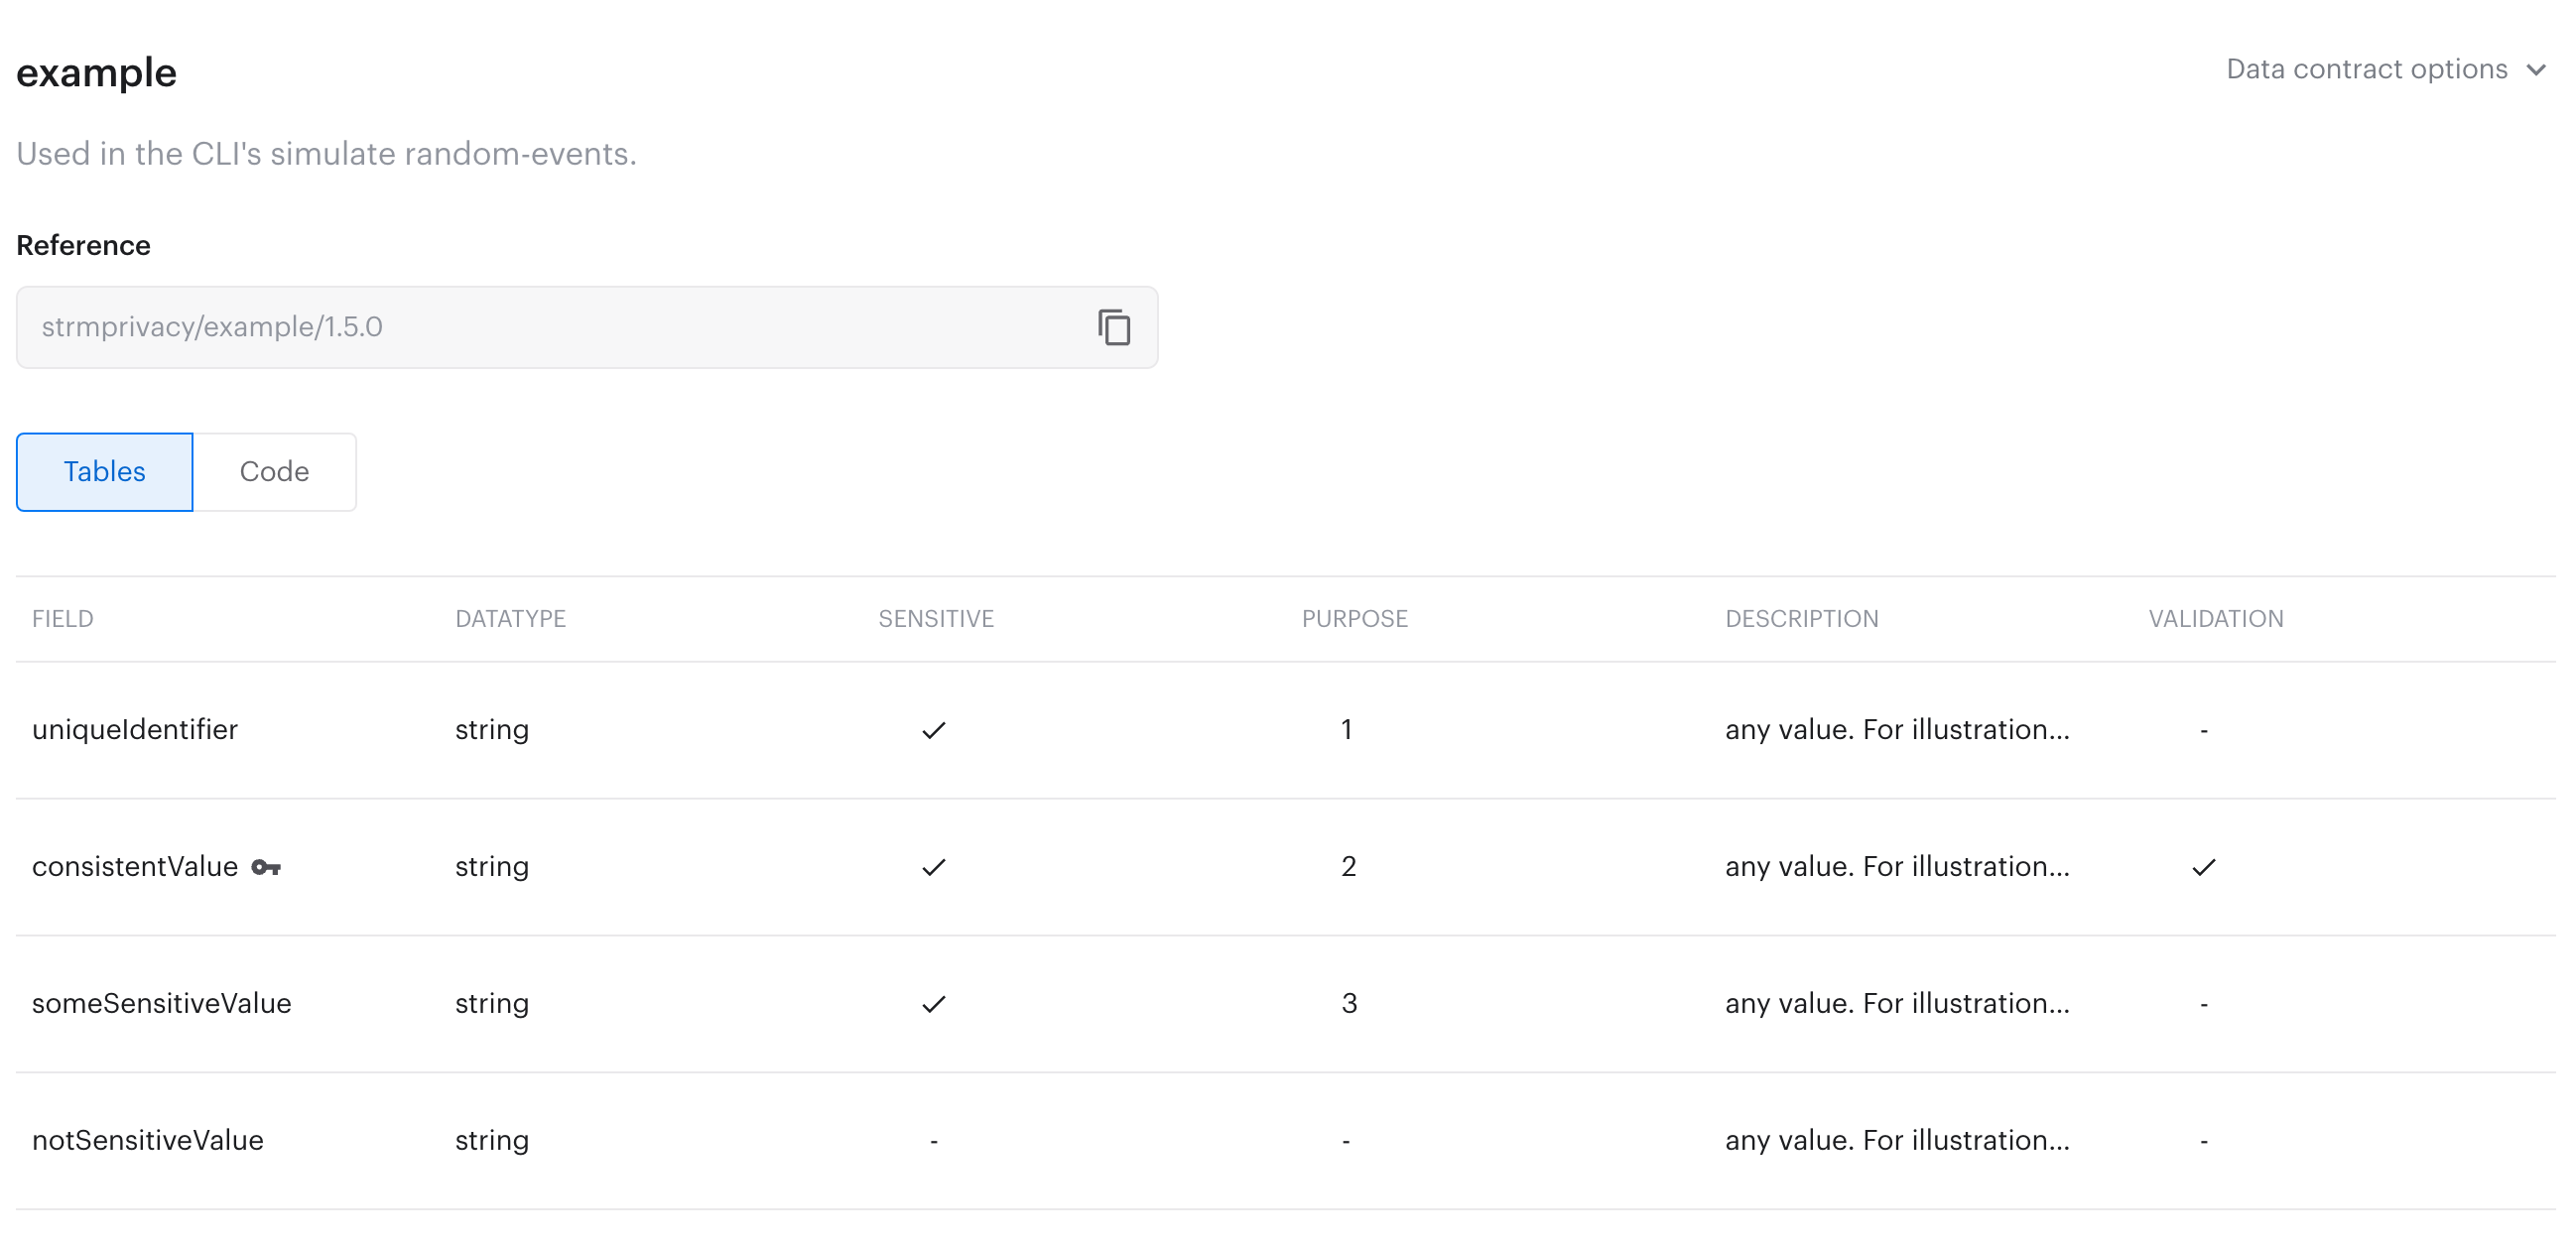 example
Data contract options
Used in the CLI's simulate random-events.
Reference
strmprivacy/example/1.5.0
Tables Code
FIELD DATATYPE SENSITIVE PURPOSE DESCRIPTION VALIDATION
uniqueIdentifier string ✓ 1 any value. For illustration... -
consistentValue string ✓ 2 any value. For illustration... ✓
someSensitiveValue string ✓ 3 any value. For illustration... -
notSensitiveValue string - - any value. For illustration... -